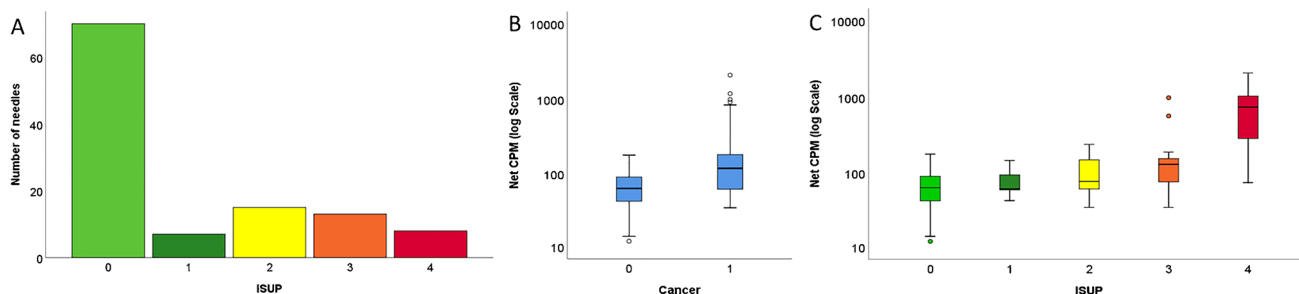 A
Number of needles
60
40
20
0
0 1 2 3 4
ISUP
B
Net CPM (log Scale)
10000
1000
100
10
0 1
Cancer
C
Net CPM (log Scale)
10000
1000
100
10
0 1 2 3 4
ISUP